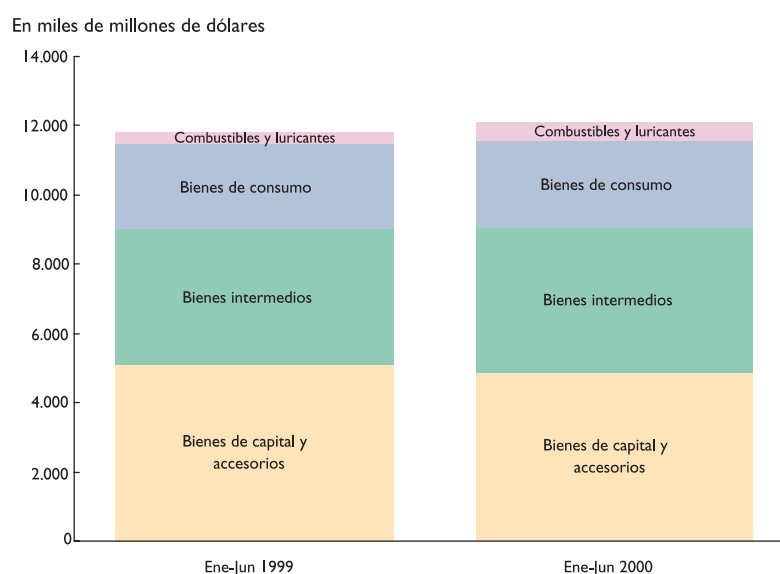 En miles de millones de dólares
14.000
12.000
10.000
8.000
6.000
4.000
2.000
0
Combustibles y luricantes
Bienes de consumo
Bienes intermedios
Bienes de capital y
accesorios
Combustibles y luricantes
Bienes de consumo
Bienes intermedios
Bienes de capital y
accesorios
Ene-Jun 1999
Ene-Jun 2000